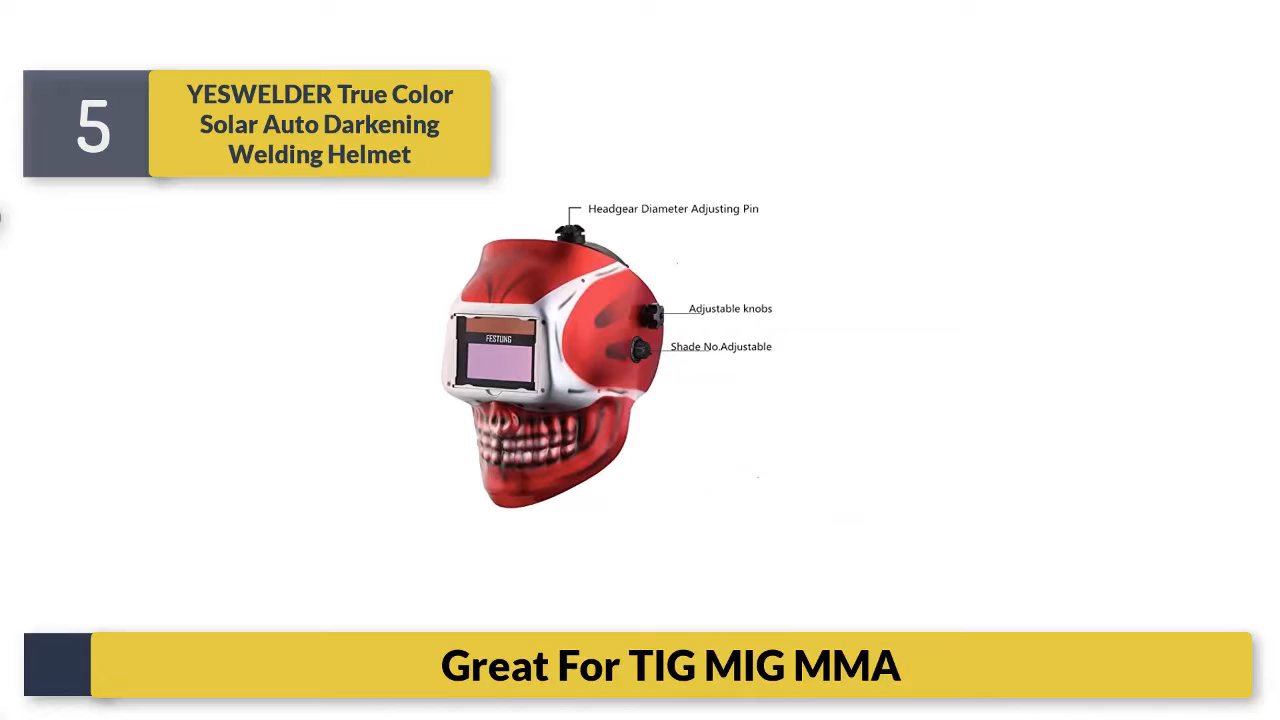 5
YESWELDER True Color
Solar Auto Darkening
Welding Helmet
Headgear Diameter Adjusting Pin
Adjustable knobs
Shade No.Adjustable
FESTUNG
Great For TIG MIG MMA